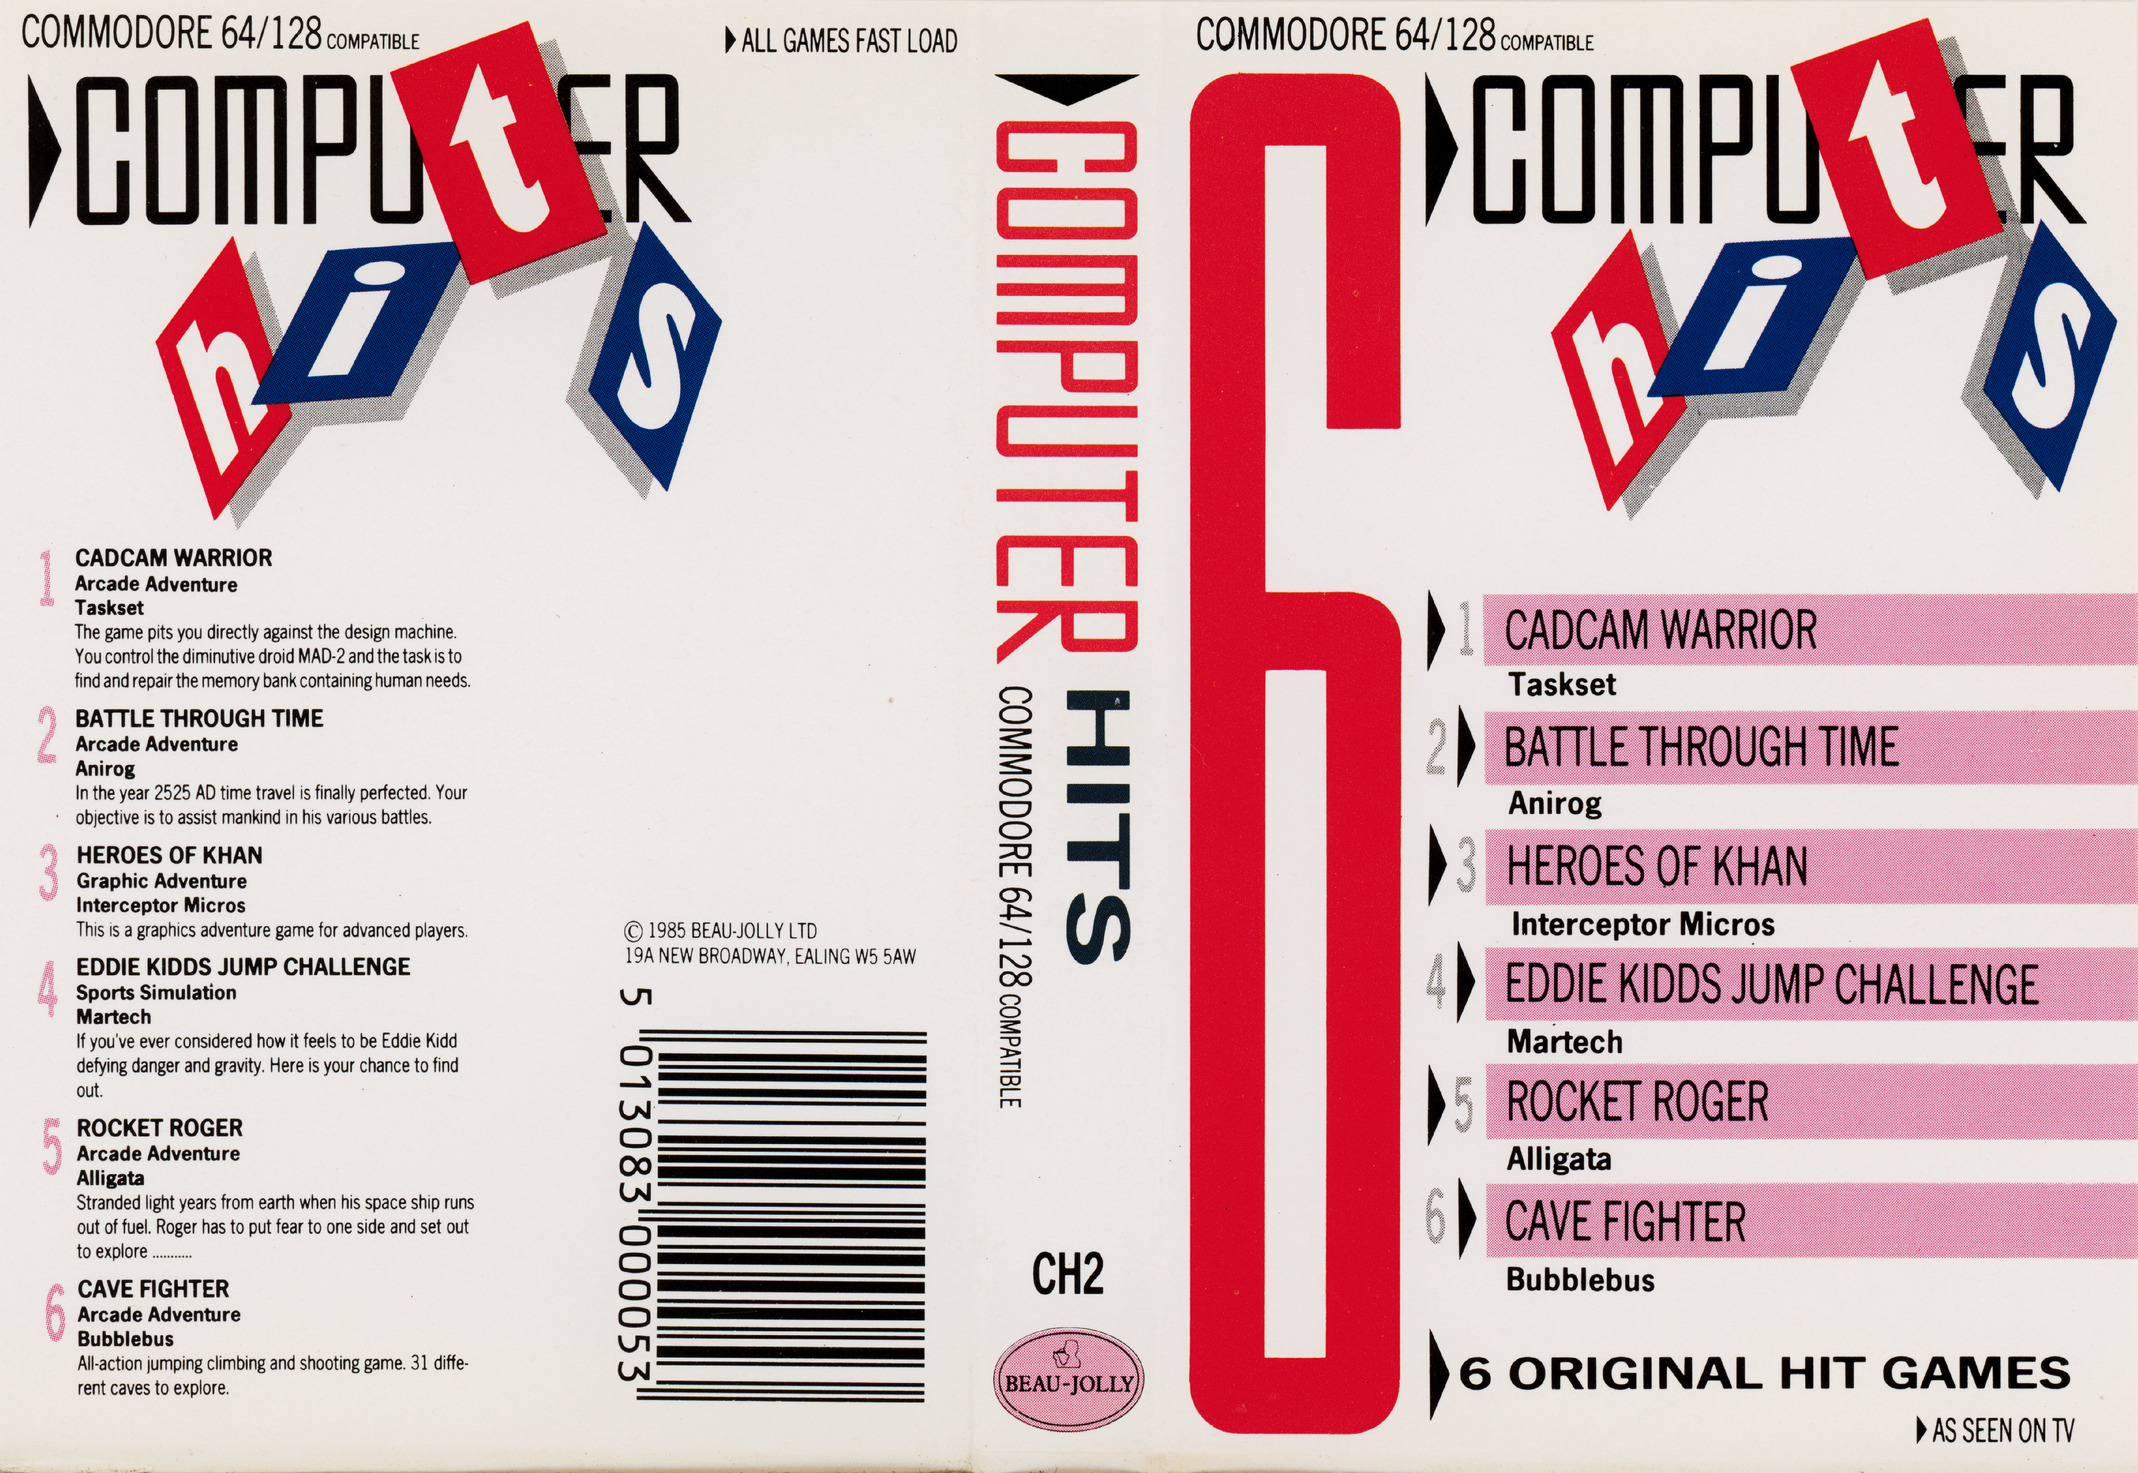 COMMODORE 64/128 COMPATIBLE
ALL GAMES FAST LOAD
COMPUTER
hits
1
CADCAM WARRIOR
Arcade Adventure
Taskset
The game pits you directly against the design machine.
You control the diminutive droid MAD-2 and the task is to
find and repair the memory bank containing human needs.
2
BATTLE THROUGH TIME
Arcade Adventure
Anirog
In the year 2525 AD time travel is finally perfected. Your
objective is to assist mankind in his various battles.
3
HEROES OF KHAN
Graphic Adventure
Interceptor Micros
This is a graphics adventure game for advanced players.
4
EDDIE KIDDS JUMP CHALLENGE
Sports Simulation
Martech
If you've ever considered how it feels to be Eddie Kidd
defying danger and gravity. Here is your chance to find
out.
5
ROCKET ROGER
Arcade Adventure
Alligata
Stranded light years from earth when his space ship runs
out of fuel. Roger has to put fear to one side and set out
to explore ...........
6
CAVE FIGHTER
Arcade Adventure
Bubblebus
All-action jumping climbing and shooting game. 31 diffe-
rent caves to explore.
© 1985 BEAU-JOLLY LTD
19A NEW BROADWAY, EALING W5 5AW
5 013083 000053
COMPUTER HITS
COMMODORE 64/128 COMPATIBLE
CH2
BEAU-JOLLY
COMMODORE 64/128 COMPATIBLE
6
COMPUTER
hits
1 CADCAM WARRIOR
Taskset
2 BATTLE THROUGH TIME
Anirog
3 HEROES OF KHAN
Interceptor Micros
4 EDDIE KIDDS JUMP CHALLENGE
Martech
5 ROCKET ROGER
Alligata
6 CAVE FIGHTER
Bubblebus
6 ORIGINAL HIT GAMES
AS SEEN ON TV